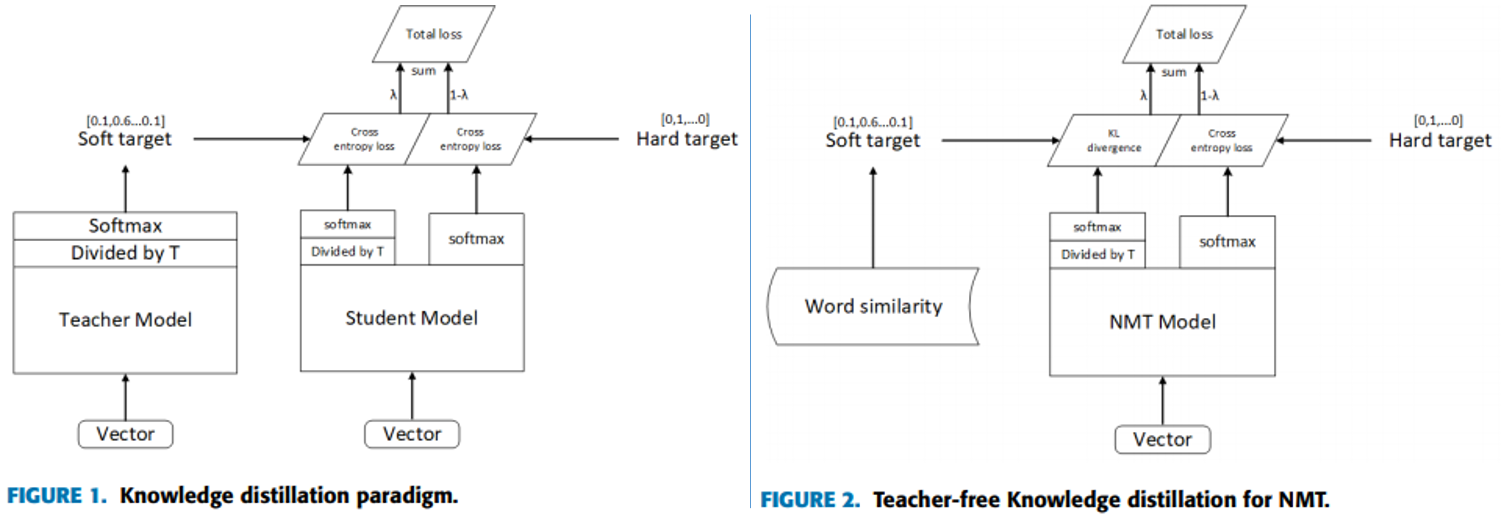 Total loss
sum
λ
1-λ
[0.1,0.6...0.1]
Soft target
Cross
entropy loss
Cross
entropy loss
[0,1,...0]
Hard target
Softmax
Divided by T
Teacher Model
softmax
Divided by T
softmax
Student Model
Vector
Vector
FIGURE 1. Knowledge distillation paradigm.
Total loss
sum
λ
1-λ
[0.1,0.6...0.1]
Soft target
KL
divergence
Cross
entropy loss
[0,1,...0]
Hard target
Word similarity
softmax
Divided by T
softmax
NMT Model
Vector
FIGURE 2. Teacher-free Knowledge distillation for NMT.